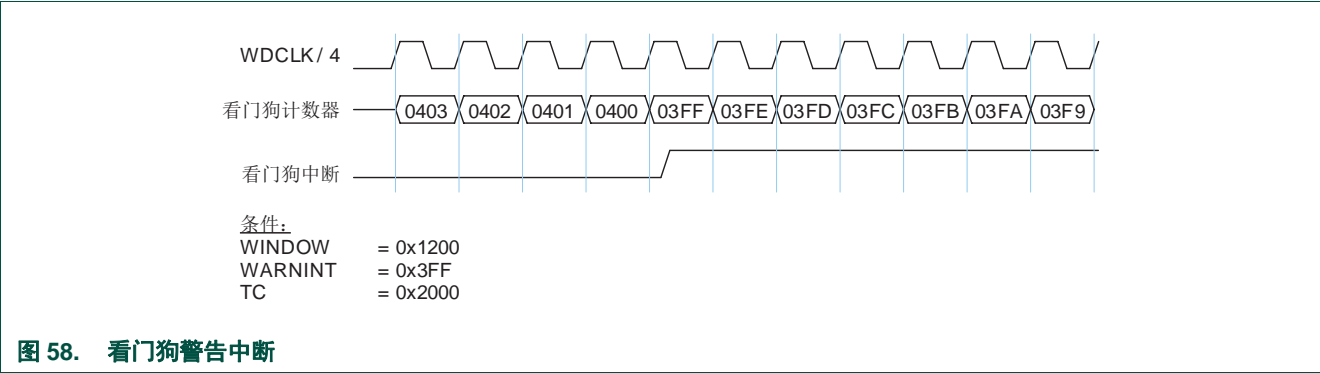 WDCLK / 4
看门狗计数器 0403 0402 0401 0400 03FF 03FE 03FD 03FC 03FB 03FA 03F9
看门狗中断
条件:
WINDOW = 0x1200
WARNINT = 0x3FF
TC = 0x2000
图 58. 看门狗警告中断